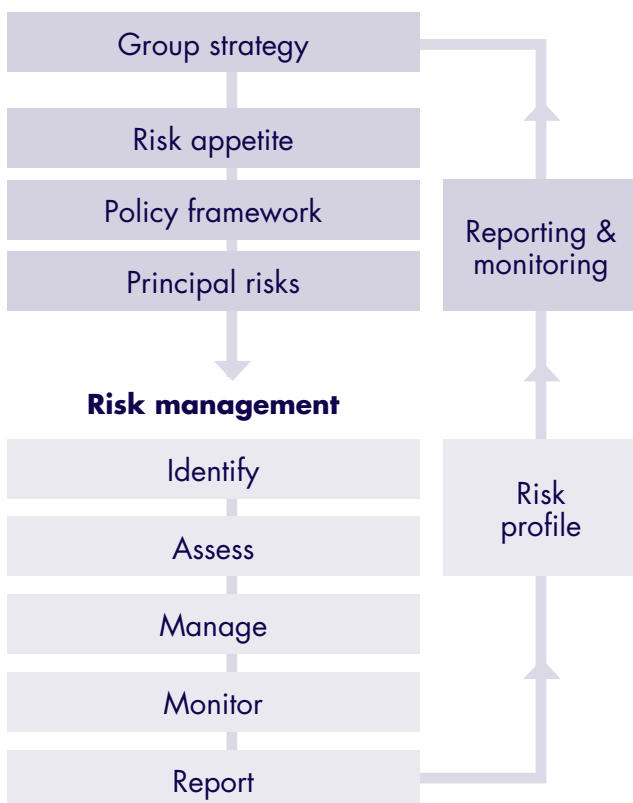 Group strategy
Risk appetite
Policy framework
Principal risks
Reporting &
monitoring
Risk management
Identify
Assess
Manage
Monitor
Report
Risk
profile